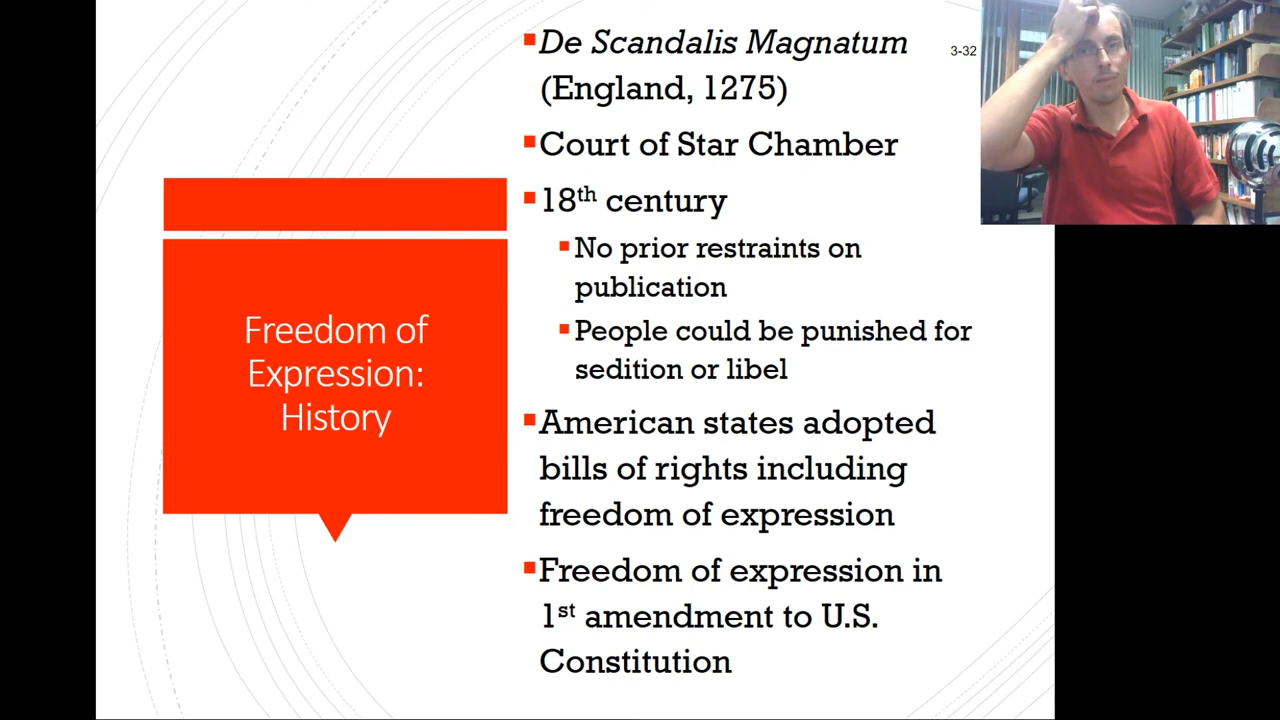 Freedom of
Expression:
History
De Scandalis Magnatum
(England, 1275)
Court of Star Chamber
18th century
No prior restraints on
publication
People could be punished for
sedition or libel
American states adopted
bills of rights including
freedom of expression
Freedom of expression in
1st amendment to U.S.
Constitution
3-32